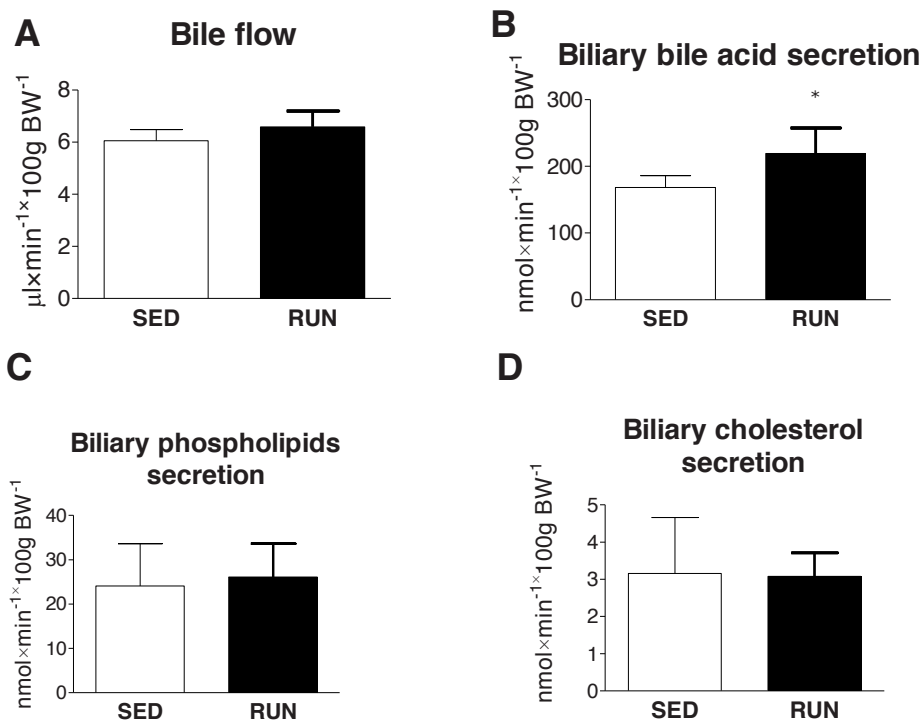 A
Bile flow
μl×min⁻¹×100g BW⁻¹
8
6
4
2
0
SED
RUN
B
Biliary bile acid secretion
nmol×min⁻¹×100g BW⁻¹
300
200
100
0
*
SED
RUN
C
Biliary phospholipids
secretion
nmol×min⁻¹×100g BW⁻¹
40
30
20
10
0
SED
RUN
D
Biliary cholesterol
secretion
nmol×min⁻¹×100g BW⁻¹
5
4
3
2
1
0
SED
RUN